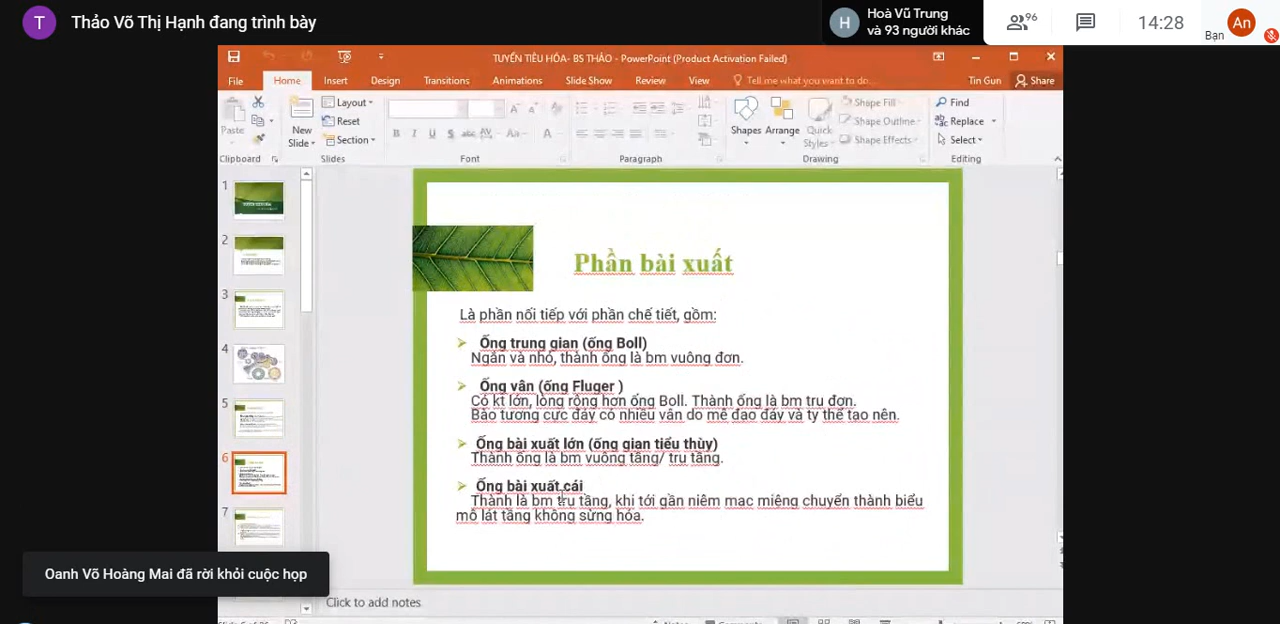 T Thảo Võ Thị Hạnh đang trình bày
H Hoà Vũ Trung
và 93 người khác
96
14:28
Bạn An
TUYẾN TIÊU HÓA- BS THẢO - PowerPoint (Product Activation Failed)
File Home Insert Design Transitions Animations Slide Show Review View Tell me what you want to do... Tin Gun Share
Paste New Slide Layout Reset Section
Shapes Arrange Quick Styles Shape Fill Shape Outline Shape Effects
Find Replace Select
Clipboard Slides Font Paragraph Drawing Editing
1
2
3
4
5
6
7
Phần bài xuất
Là phần nối tiếp với phần chế tiết, gồm:
Ống trung gian (ống Boll)
Ngắn và nhỏ, thành ống là bm vuông đơn.
Ống vân (ống Fluger )
Có kt lớn, lòng rộng hơn ống Boll. Thành ống là bm trụ đơn.
Bào tương cực đáy có nhiều vân do mê đạo đáy và ty thể tạo nên.
Ống bài xuất lớn (ống gian tiểu thùy)
Thành ống là bm vuông tầng/ trụ tầng.
Ống bài xuất cái
Thành là bm trụ tầng, khi tới gần niêm mạc miệng chuyển thành biểu
mô lát tầng không sừng hóa.
Oanh Võ Hoàng Mai đã rời khỏi cuộc họp
Click to add notes